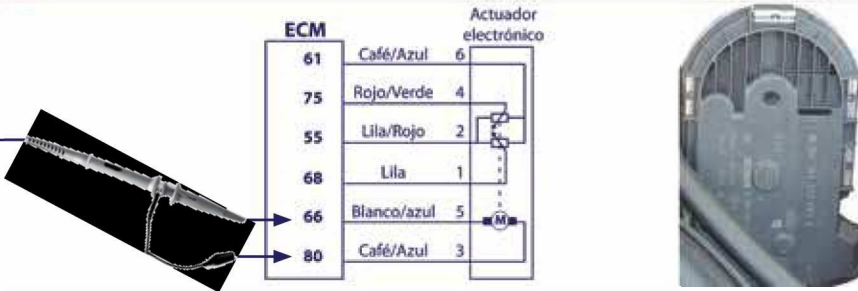 Actuador
electrónico
ECM
61 Café/Azul 6
75 Rojo/Verde 4
55 Lila/Rojo 2
68 Lila 1
66 Blanco/azul 5
M
80 Café/Azul 3